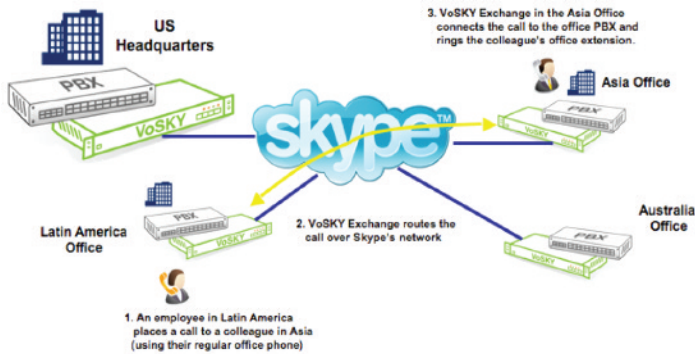 US
Headquarters
PBX
VoSKY
skype™
3. VoSKY Exchange in the Asia Office
connects the call to the office PBX and
rings the colleague's office extension.
Asia Office
PBX
VoSKY
Latin America
Office
PBX
VoSKY
2. VoSKY Exchange routes the
call over Skype's network
Australia
Office
PBX
VoSKY
1. An employee in Latin America
places a call to a colleague in Asia
(using their regular office phone)